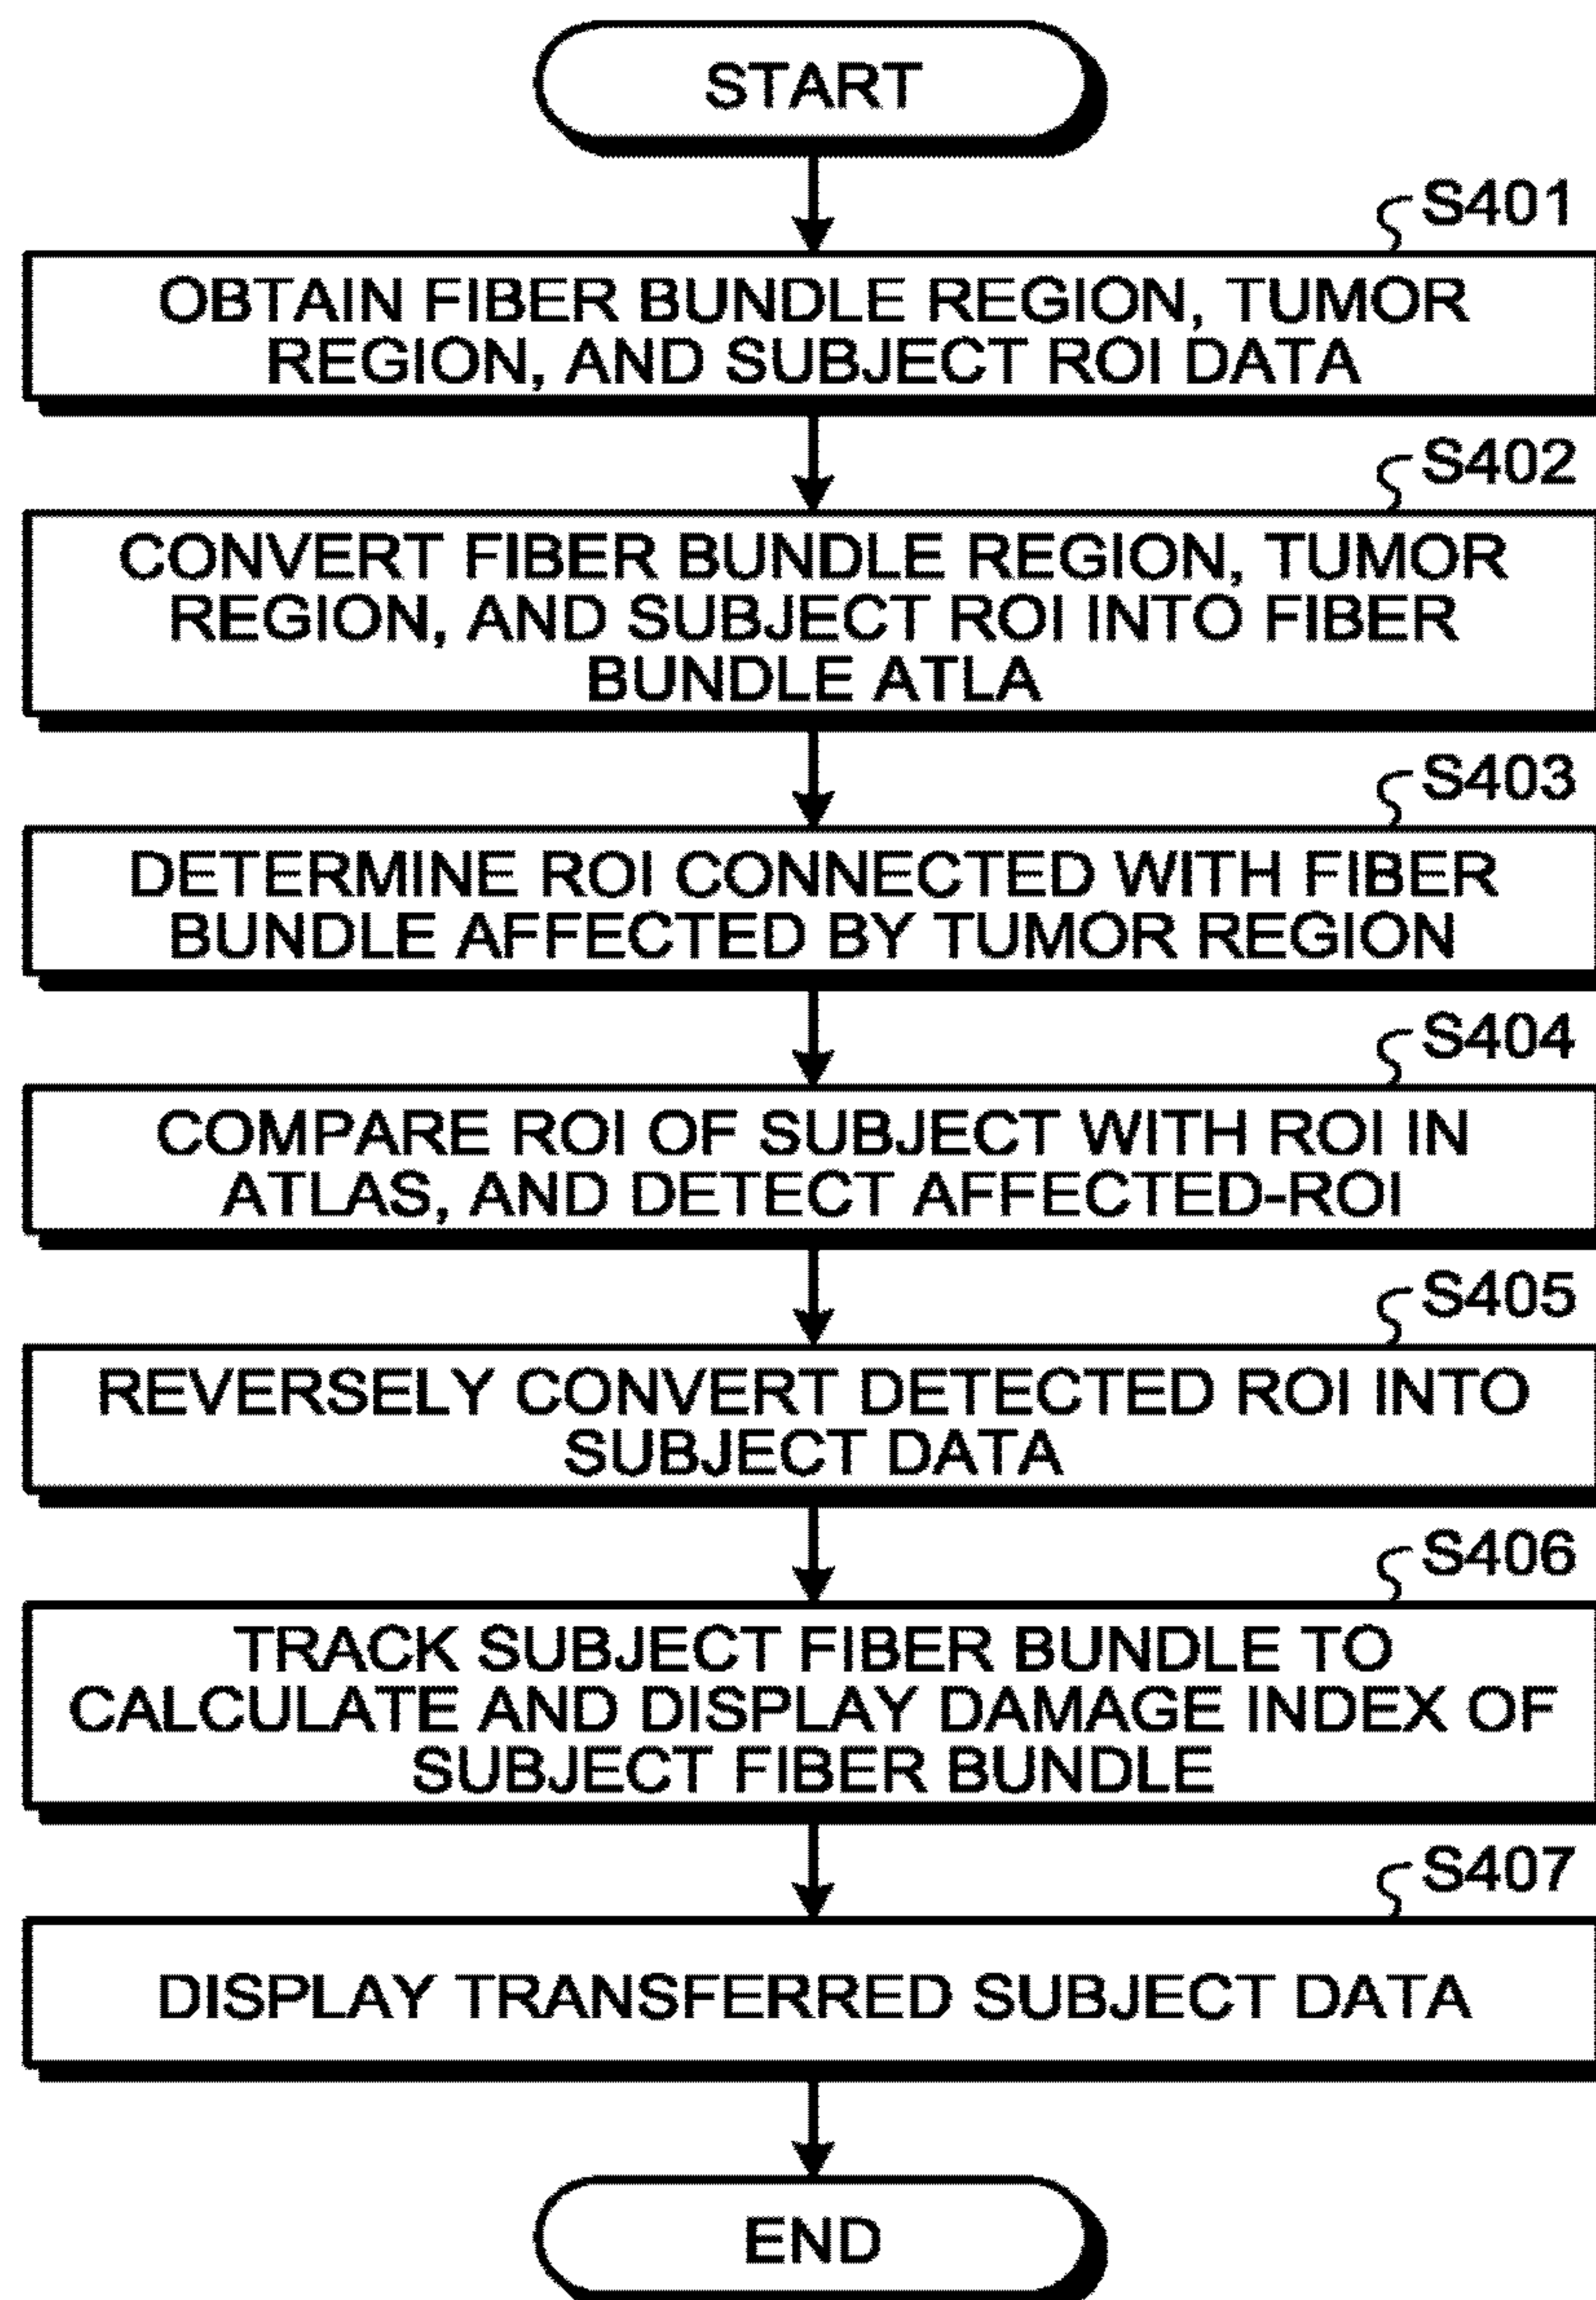 START
S401
OBTAIN FIBER BUNDLE REGION, TUMOR
REGION, AND SUBJECT ROI DATA
S402
CONVERT FIBER BUNDLE REGION, TUMOR
REGION, AND SUBJECT ROI INTO FIBER
BUNDLE ATLA
S403
DETERMINE ROI CONNECTED WITH FIBER
BUNDLE AFFECTED BY TUMOR REGION
S404
COMPARE ROI OF SUBJECT WITH ROI IN
ATLAS, AND DETECT AFFECTED-ROI
S405
REVERSELY CONVERT DETECTED ROI INTO
SUBJECT DATA
S406
TRACK SUBJECT FIBER BUNDLE TO
CALCULATE AND DISPLAY DAMAGE INDEX OF
SUBJECT FIBER BUNDLE
S407
DISPLAY TRANSFERRED SUBJECT DATA
END